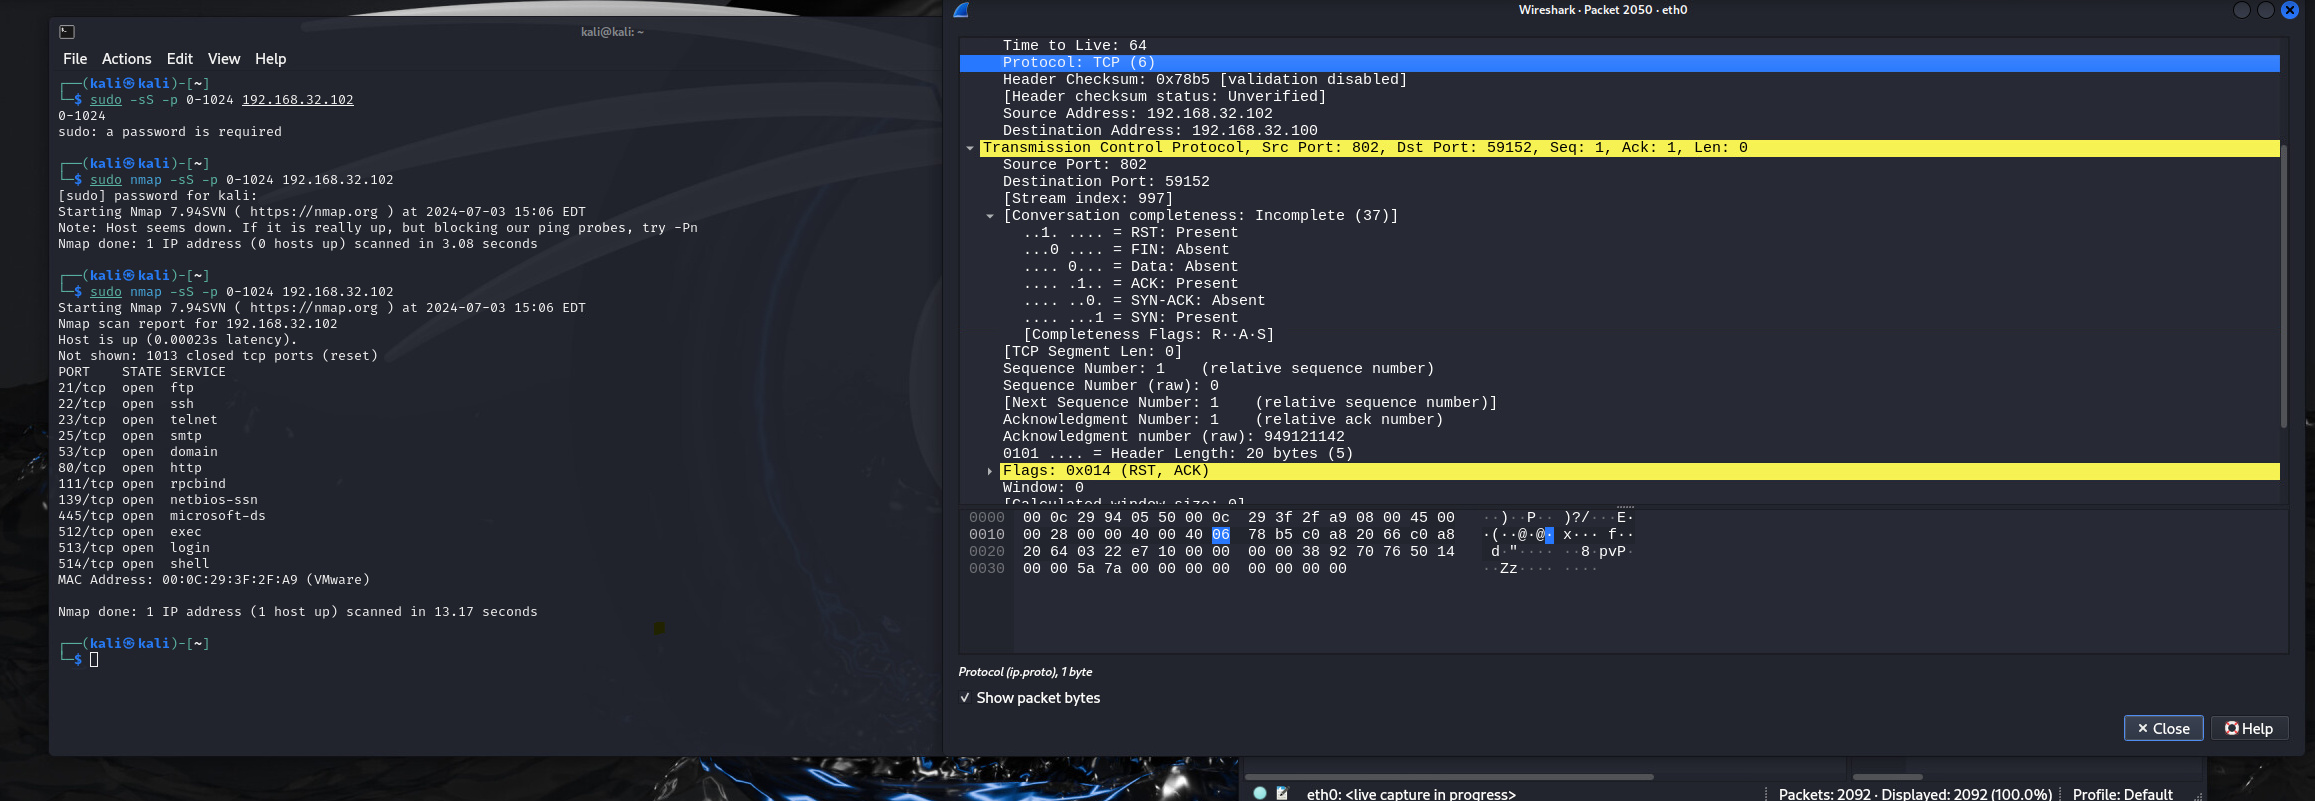 kali@kali: ~
File Actions Edit View Help
┌──(kali㉿kali)-[~]
└─$ sudo -sS -p 0-1024 192.168.32.102
0-1024
sudo: a password is required
┌──(kali㉿kali)-[~]
└─$ sudo nmap -sS -p 0-1024 192.168.32.102
[sudo] password for kali:
Starting Nmap 7.94SVN ( https://nmap.org ) at 2024-07-03 15:06 EDT
Note: Host seems down. If it is really up, but blocking our ping probes, try -Pn
Nmap done: 1 IP address (0 hosts up) scanned in 3.08 seconds
┌──(kali㉿kali)-[~]
└─$ sudo nmap -sS -p 0-1024 192.168.32.102
Starting Nmap 7.94SVN ( https://nmap.org ) at 2024-07-03 15:06 EDT
Nmap scan report for 192.168.32.102
Host is up (0.00023s latency).
Not shown: 1013 closed tcp ports (reset)
PORT    STATE SERVICE
21/tcp  open  ftp
22/tcp  open  ssh
23/tcp  open  telnet
25/tcp  open  smtp
53/tcp  open  domain
80/tcp  open  http
111/tcp open  rpcbind
139/tcp open  netbios-ssn
445/tcp open  microsoft-ds
512/tcp open  exec
513/tcp open  login
514/tcp open  shell
MAC Address: 00:0C:29:3F:2F:A9 (VMware)
Nmap done: 1 IP address (1 host up) scanned in 13.17 seconds
┌──(kali㉿kali)-[~]
└─$
Wireshark · Packet 2050 · eth0
Time to Live: 64
Protocol: TCP (6)
Header Checksum: 0x78b5 [validation disabled]
[Header checksum status: Unverified]
Source Address: 192.168.32.102
Destination Address: 192.168.32.100
Transmission Control Protocol, Src Port: 802, Dst Port: 59152, Seq: 1, Ack: 1, Len: 0
Source Port: 802
Destination Port: 59152
[Stream index: 997]
[Conversation completeness: Incomplete (37)]
..1. .... = RST: Present
...0 .... = FIN: Absent
.... 0... = Data: Absent
.... .1.. = ACK: Present
.... ..0. = SYN-ACK: Absent
.... ...1 = SYN: Present
[Completeness Flags: R··A·S]
[TCP Segment Len: 0]
Sequence Number: 1    (relative sequence number)
Sequence Number (raw): 0
[Next Sequence Number: 1    (relative sequence number)]
Acknowledgment Number: 1    (relative ack number)
Acknowledgment number (raw): 949121142
0101 .... = Header Length: 20 bytes (5)
Flags: 0x014 (RST, ACK)
Window: 0
[Calculated window size: 0]
0000 00 0c 29 94 05 50 00 0c 29 3f 2f a9 08 00 45 00 ··)··P·· )?/···E·
0010 00 28 00 00 40 00 40 06 78 b5 c0 a8 20 66 c0 a8 ·(··@·@· x··· f··
0020 20 64 03 22 e7 10 00 00 00 00 38 92 70 76 50 14  d·"···· ··8·pvP·
0030 00 00 5a 7a 00 00 00 00 00 00 00 00 ··Zz···· ····
Protocol (ip.proto), 1 byte
Show packet bytes
Close
Help
eth0: <live capture in progress>
Packets: 2092 · Displayed: 2092 (100.0%)
Profile: Default